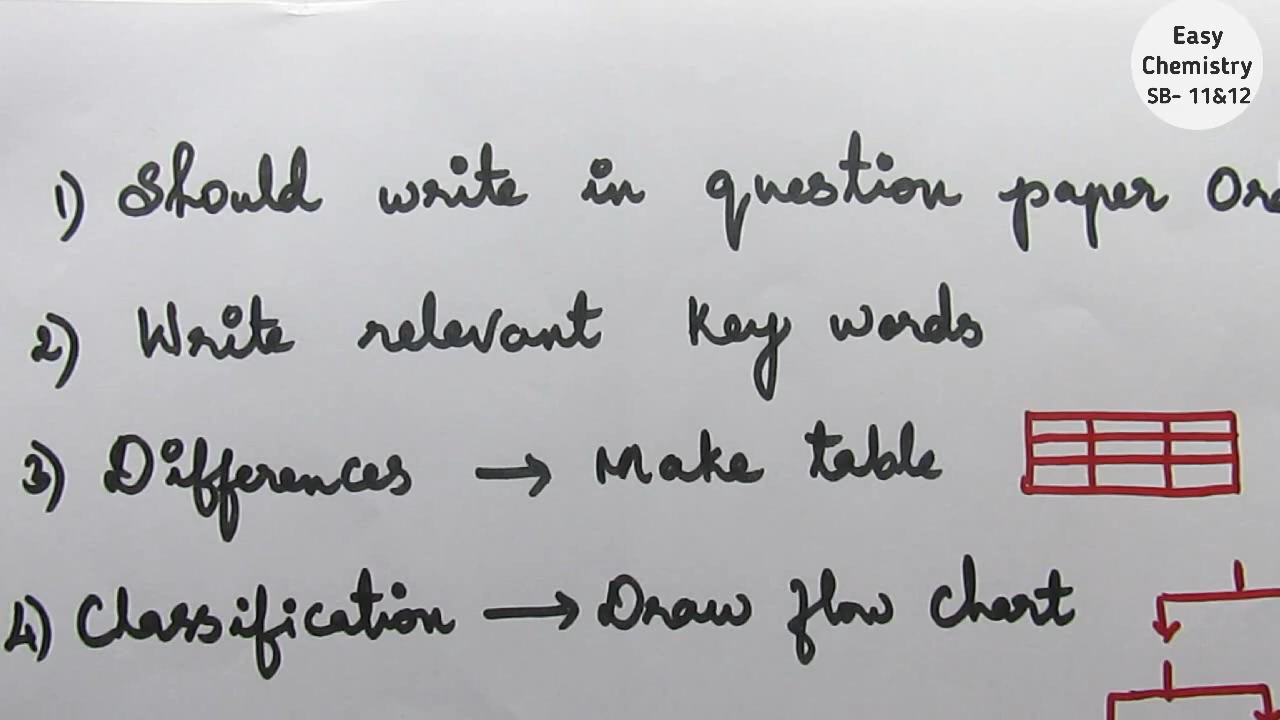 Easy
Chemistry
SB- 11&12
1) Should write in question paper Ore
2) Write relevant Key words
3) Differences → Make table
4) Classification → Draw flow chart